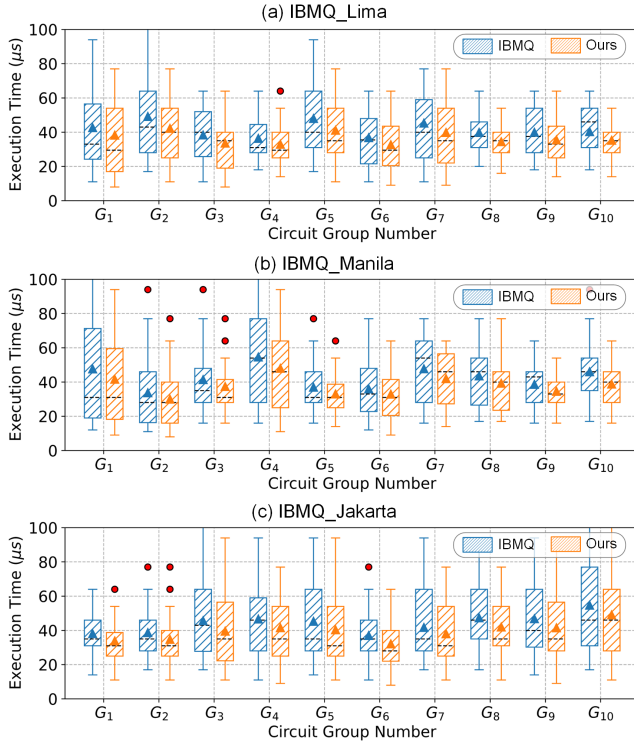 (a) IBMQ_Lima
Execution Time (μs)
100
80
60
40
20
0
IBMQ
Ours
G1 G2 G3 G4 G5 G6 G7 G8 G9 G10
Circuit Group Number
(b) IBMQ_Manila
Execution Time (μs)
100
80
60
40
20
0
IBMQ
Ours
G1 G2 G3 G4 G5 G6 G7 G8 G9 G10
Circuit Group Number
(c) IBMQ_Jakarta
Execution Time (μs)
100
80
60
40
20
0
IBMQ
Ours
G1 G2 G3 G4 G5 G6 G7 G8 G9 G10
Circuit Group Number